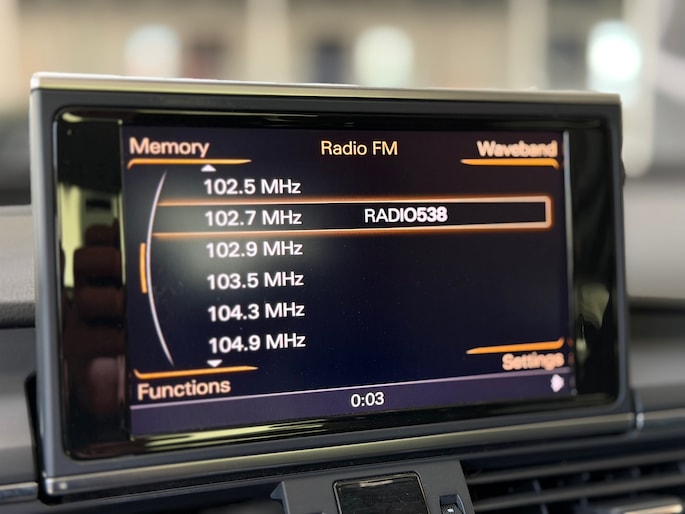 Memory Radio FM Waveband
102.5 MHz
102.7 MHz RADIO538
102.9 MHz
103.5 MHz
104.3 MHz
104.9 MHz
Functions Settings
0:03